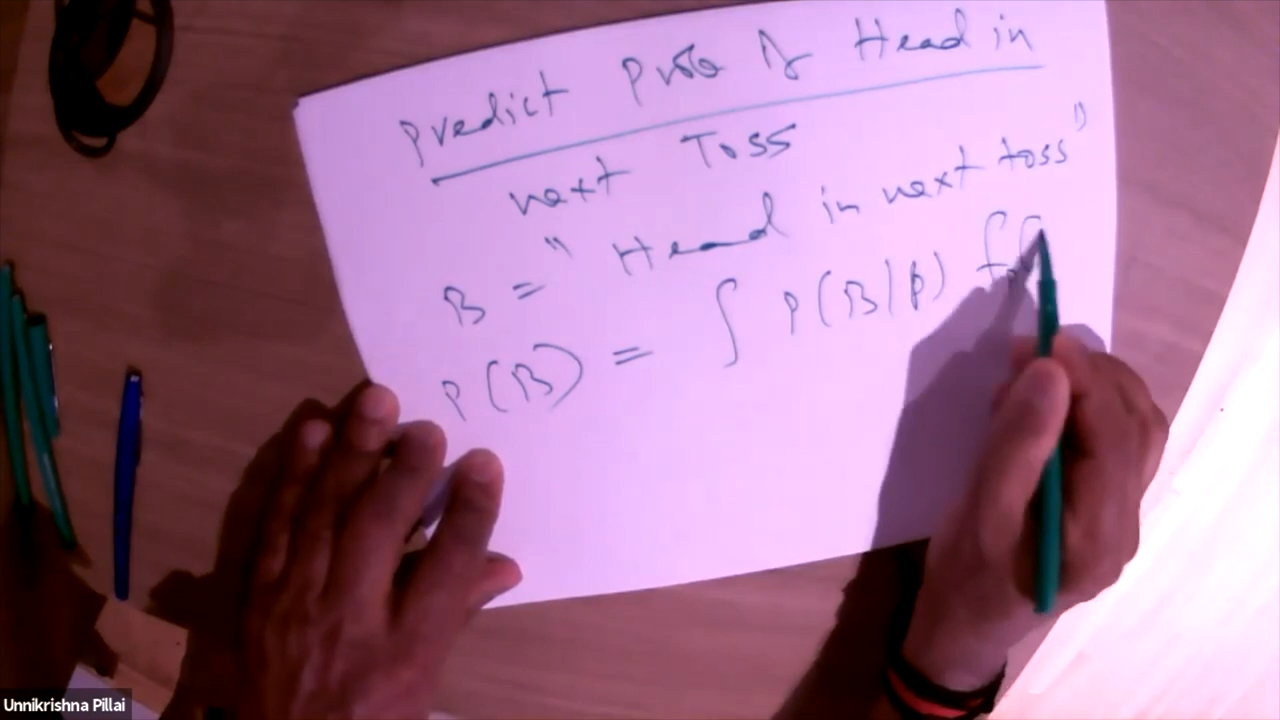 Predict Prob of Head in
next Toss
B = " Head in next toss"
P(B) = ∫ P(B|p) f(
Unnikrishna Pillai